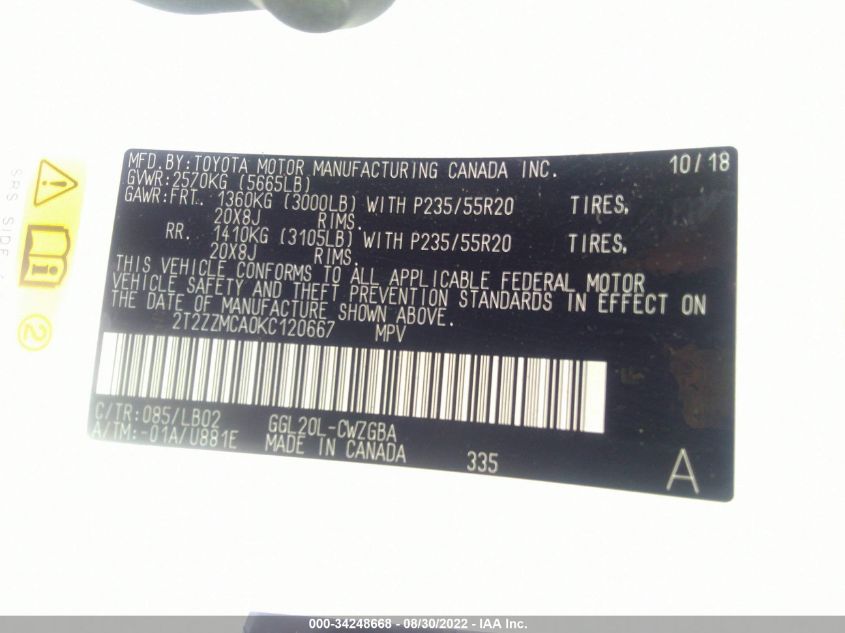 MFD. BY: TOYOTA MOTOR MANUFACTURING CANADA INC. 10/18
GVWR: 2570KG (5665LB)
GAWR: FRT. 1360KG (3000LB) WITH P235/55R20 TIRES,
20X8J RIMS.
RR. 1410KG (3105LB) WITH P235/55R20 TIRES,
20X8J RIMS.
THIS VEHICLE CONFORMS TO ALL APPLICABLE FEDERAL MOTOR
VEHICLE SAFETY AND THEFT PREVENTION STANDARDS IN EFFECT ON
THE DATE OF MANUFACTURE SHOWN ABOVE.
2T2ZZMCA0KC120667 MPV
C/TR: 085/LB02 GGL20L-CWZGBA
A/TM: -01A/U881E MADE IN CANADA 335 A
SRS SIDE
2
000-34248668 - 08/30/2022 - IAA Inc.